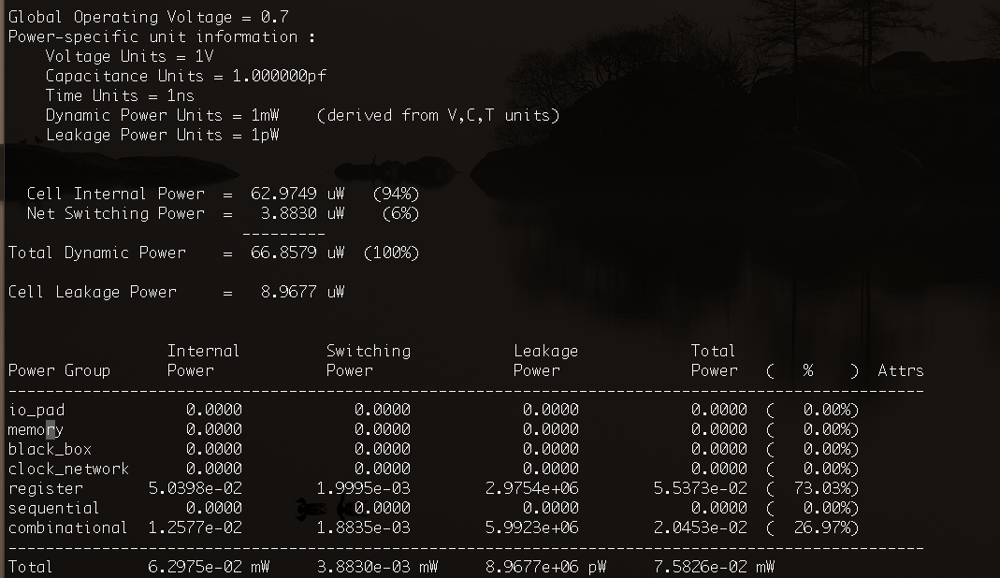 Global Operating Voltage = 0.7
Power-specific unit information :
    Voltage Units = 1V
    Capacitance Units = 1.000000pf
    Time Units = 1ns
    Dynamic Power Units = 1mW    (derived from V,C,T units)
    Leakage Power Units = 1pW
  Cell Internal Power  =  62.9749 uW   (94%)
  Net Switching Power  =   3.8830 uW    (6%)
                         ---------
Total Dynamic Power    =  66.8579 uW  (100%)
Cell Leakage Power     =   8.9677 uW
                 Internal         Switching           Leakage            Total
Power Group      Power            Power               Power              Power   (   %    )  Attrs
--------------------------------------------------------------------------------------------------
io_pad             0.0000            0.0000            0.0000            0.0000  (   0.00%)
memory             0.0000            0.0000            0.0000            0.0000  (   0.00%)
black_box          0.0000            0.0000            0.0000            0.0000  (   0.00%)
clock_network      0.0000            0.0000            0.0000            0.0000  (   0.00%)
register       5.0398e-02        1.9995e-03        2.9754e+06        5.5373e-02  (  73.03%)
sequential         0.0000            0.0000            0.0000            0.0000  (   0.00%)
combinational  1.2577e-02        1.8835e-03        5.9923e+06        2.0453e-02  (  26.97%)
--------------------------------------------------------------------------------------------------
Total          6.2975e-02 mW     3.8830e-03 mW     8.9677e+06 pW     7.5826e-02 mW